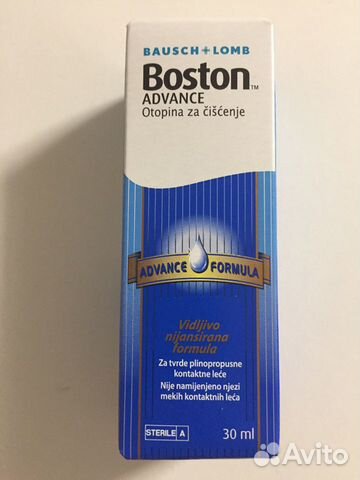 BAUSCH + LOMB
Boston™
ADVANCE
Otopina za čišćenje
ADVANCE FORMULA
Vidljivo
nijansirana
formula
Za tvrde plinopropusne
kontaktne leće
Nije namijenjeno njezi
mekih kontaktnih leća
STERILE A
30 ml
Avito